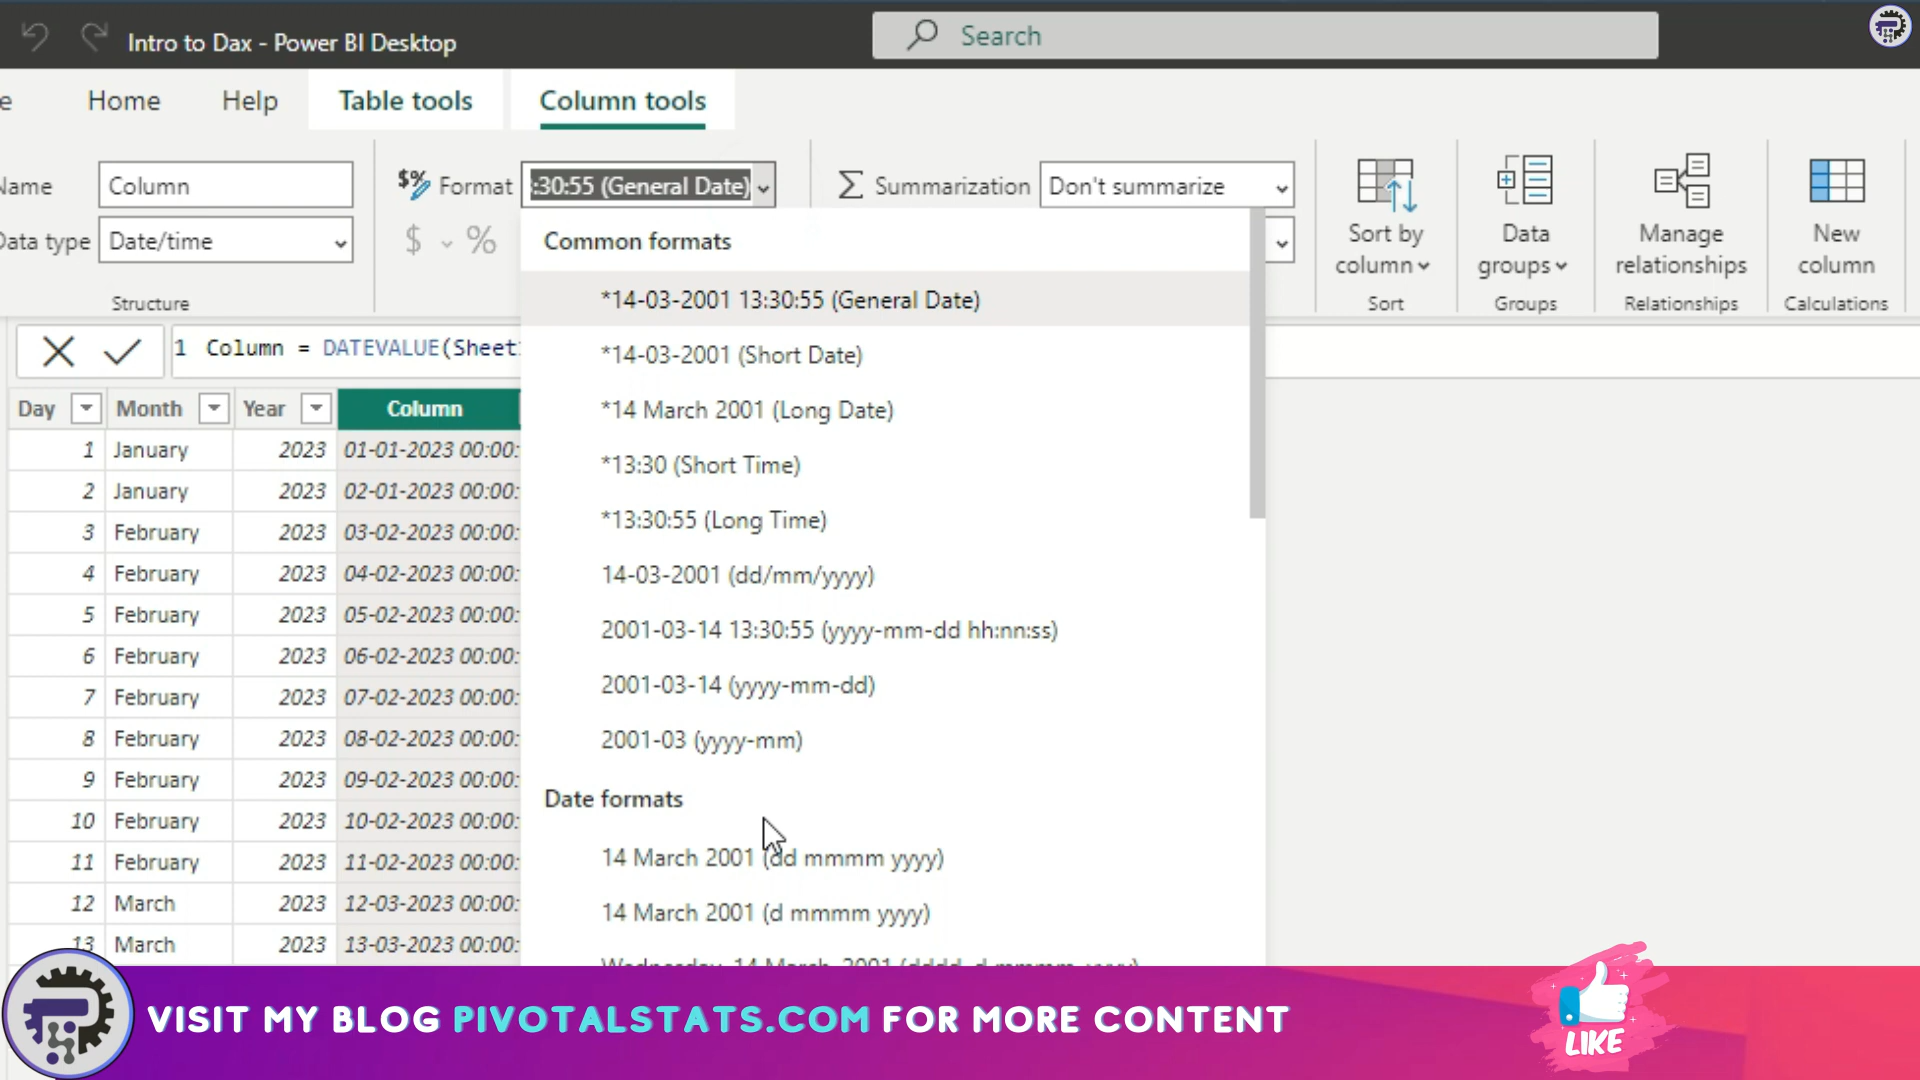 Intro to Dax - Power BI Desktop
Search
e Home Help Table tools Column tools
Name Column
Format :30:55 (General Date)
Summarization Don't summarize
Data type Date/time
$ %
Structure
Sort by column
Sort
Data groups
Groups
Manage relationships
Relationships
New column
Calculations
Common formats
*14-03-2001 13:30:55 (General Date)
*14-03-2001 (Short Date)
*14 March 2001 (Long Date)
*13:30 (Short Time)
*13:30:55 (Long Time)
14-03-2001 (dd/mm/yyyy)
2001-03-14 13:30:55 (yyyy-mm-dd hh:nn:ss)
2001-03-14 (yyyy-mm-dd)
2001-03 (yyyy-mm)
Date formats
14 March 2001 (dd mmmm yyyy)
14 March 2001 (d mmmm yyyy)
Wednesday, 14 March, 2001 (dddd, d mmmm, yyyy)
1 Column = DATEVALUE(Sheet
Day Month Year Column
1 January 2023 01-01-2023 00:00:
2 January 2023 02-01-2023 00:00:
3 February 2023 03-02-2023 00:00:
4 February 2023 04-02-2023 00:00:
5 February 2023 05-02-2023 00:00:
6 February 2023 06-02-2023 00:00:
7 February 2023 07-02-2023 00:00:
8 February 2023 08-02-2023 00:00:
9 February 2023 09-02-2023 00:00:
10 February 2023 10-02-2023 00:00:
11 February 2023 11-02-2023 00:00:
12 March 2023 12-03-2023 00:00:
13 March 2023 13-03-2023 00:00:
VISIT MY BLOG PIVOTALSTATS.COM FOR MORE CONTENT
LIKE